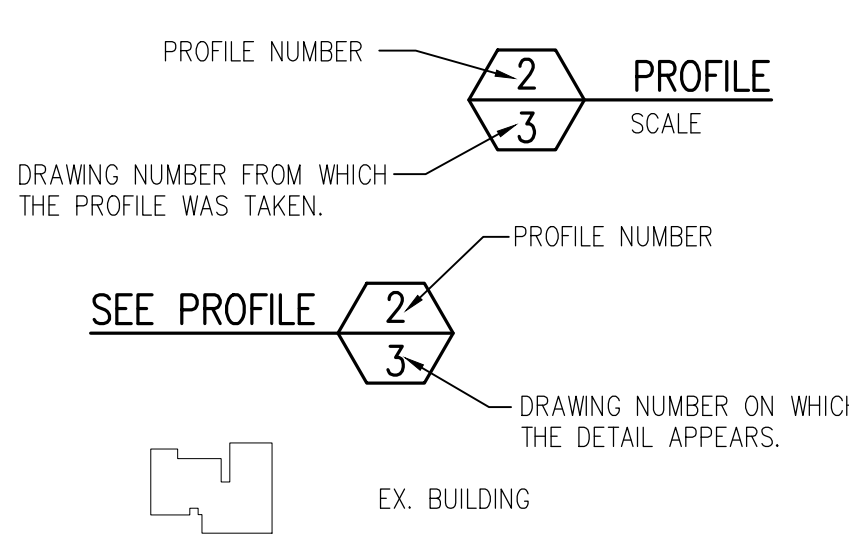 PROFILE NUMBER
2
PROFILE
3
SCALE
DRAWING NUMBER FROM WHICH
THE PROFILE WAS TAKEN.
PROFILE NUMBER
SEE PROFILE
2
3
DRAWING NUMBER ON WHICH
THE DETAIL APPEARS.
EX. BUILDING